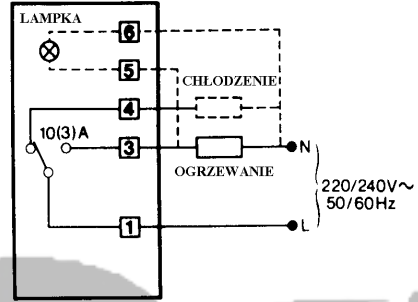 LAMPKA
6
5
CHŁODZENIE
4
10(3)A
3
N
OGRZEWANIE
220/240V~
50/60Hz
1
L